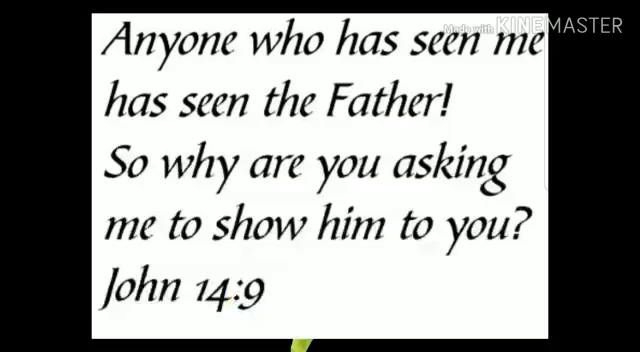 Made with KINEMASTER
Anyone who has seen me
has seen the Father!
So why are you asking
me to show him to you?
John 14:9